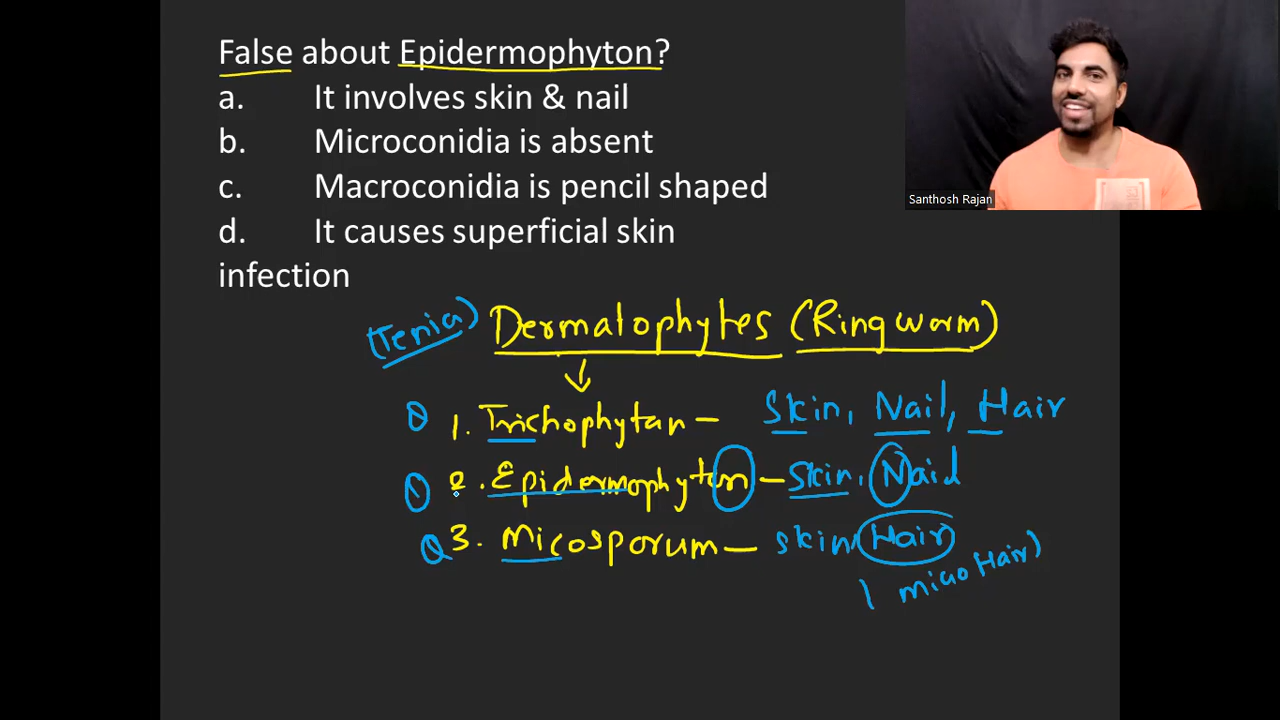 False about Epidermophyton?
a. It involves skin & nail
b. Microconidia is absent
c. Macroconidia is pencil shaped
d. It causes superficial skin
infection
Santhosh Rajan
(Tenia) Dermatophytes (Ringworm)
1. Trichophytan – Skin, Nail, Hair
2. Epidermophyton – Skin, Nail
3. Micosporum – skin, Hair
micro Hair)